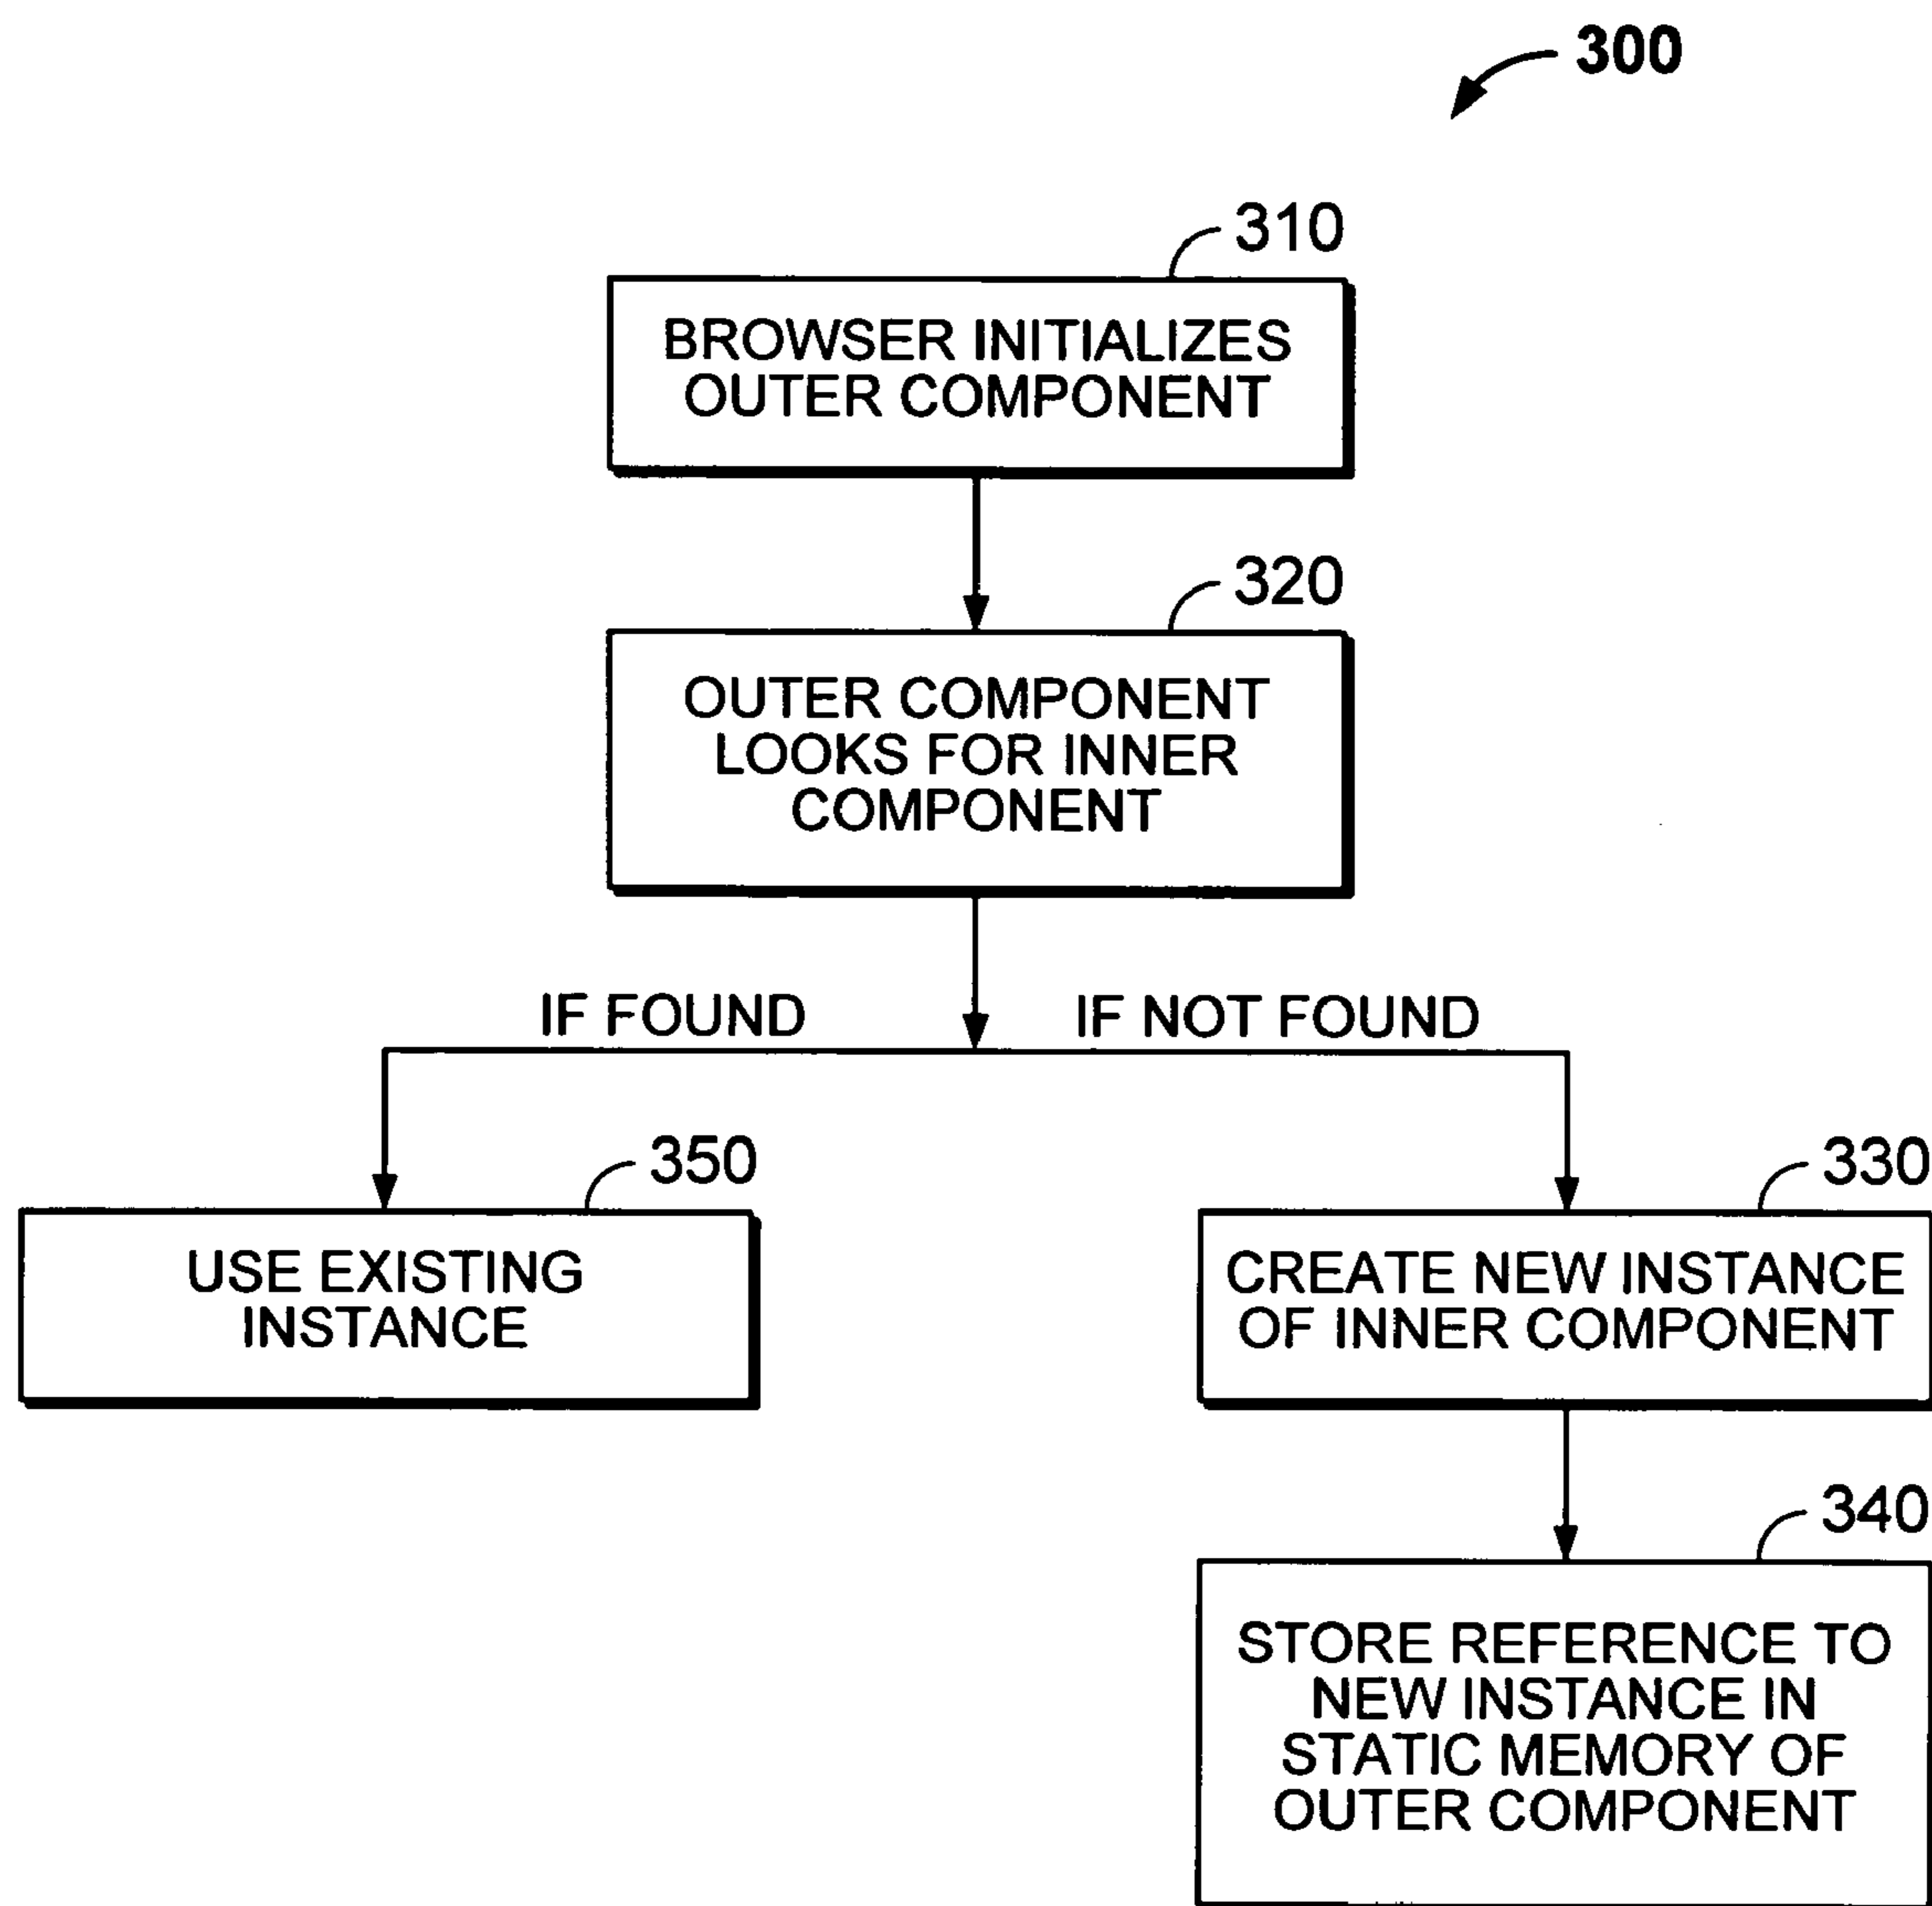 300
310
BROWSER INITIALIZES
OUTER COMPONENT
320
OUTER COMPONENT
LOOKS FOR INNER
COMPONENT
IF FOUND
IF NOT FOUND
350
USE EXISTING
INSTANCE
330
CREATE NEW INSTANCE
OF INNER COMPONENT
340
STORE REFERENCE TO
NEW INSTANCE IN
STATIC MEMORY OF
OUTER COMPONENT